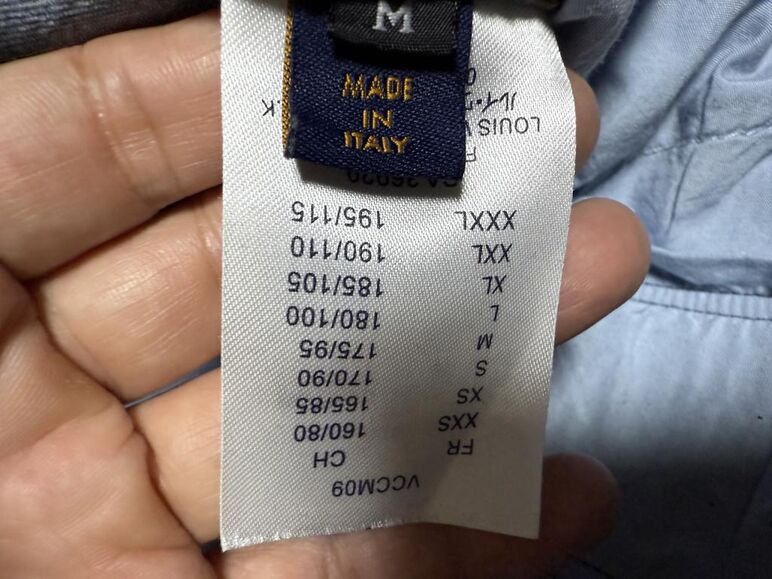 M
MADE
IN
ITALY
VCCM09
FR CH
XXS 160/80
XS 165/85
S 170/90
M 175/95
L 180/100
XL 185/105
XXL 190/110
XXXL 195/115
LOUIS